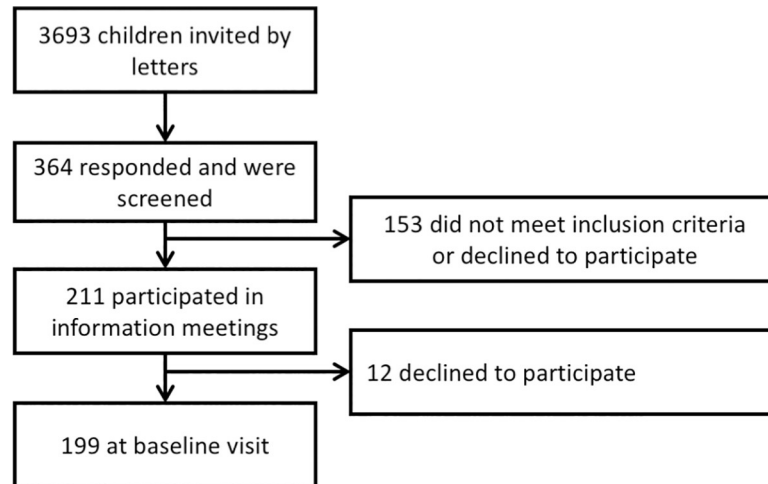 3693 children invited by
letters
364 responded and were
screened
153 did not meet inclusion criteria
or declined to participate
211 participated in
information meetings
12 declined to participate
199 at baseline visit